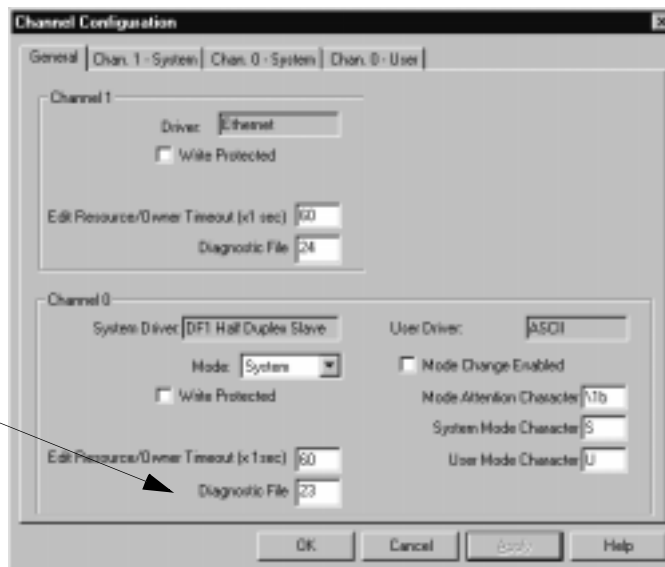 Channel Configuration
General Chan. 1 - System Chan. 0 - System Chan. 0 - User
Channel 1
Driver: Ethernet
Write Protected
Edit Resource/Owner Timeout (x1 sec) 60
Diagnostic File 24
Channel 0
System Driver: DF1 Half Duplex Slave
User Driver: ASCII
Mode: System
Mode Change Enabled
Write Protected
Mode Attention Character \1b
System Mode Character S
Edit Resource/Owner Timeout (x1 sec) 60
User Mode Character U
Diagnostic File 23
OK Cancel Apply Help